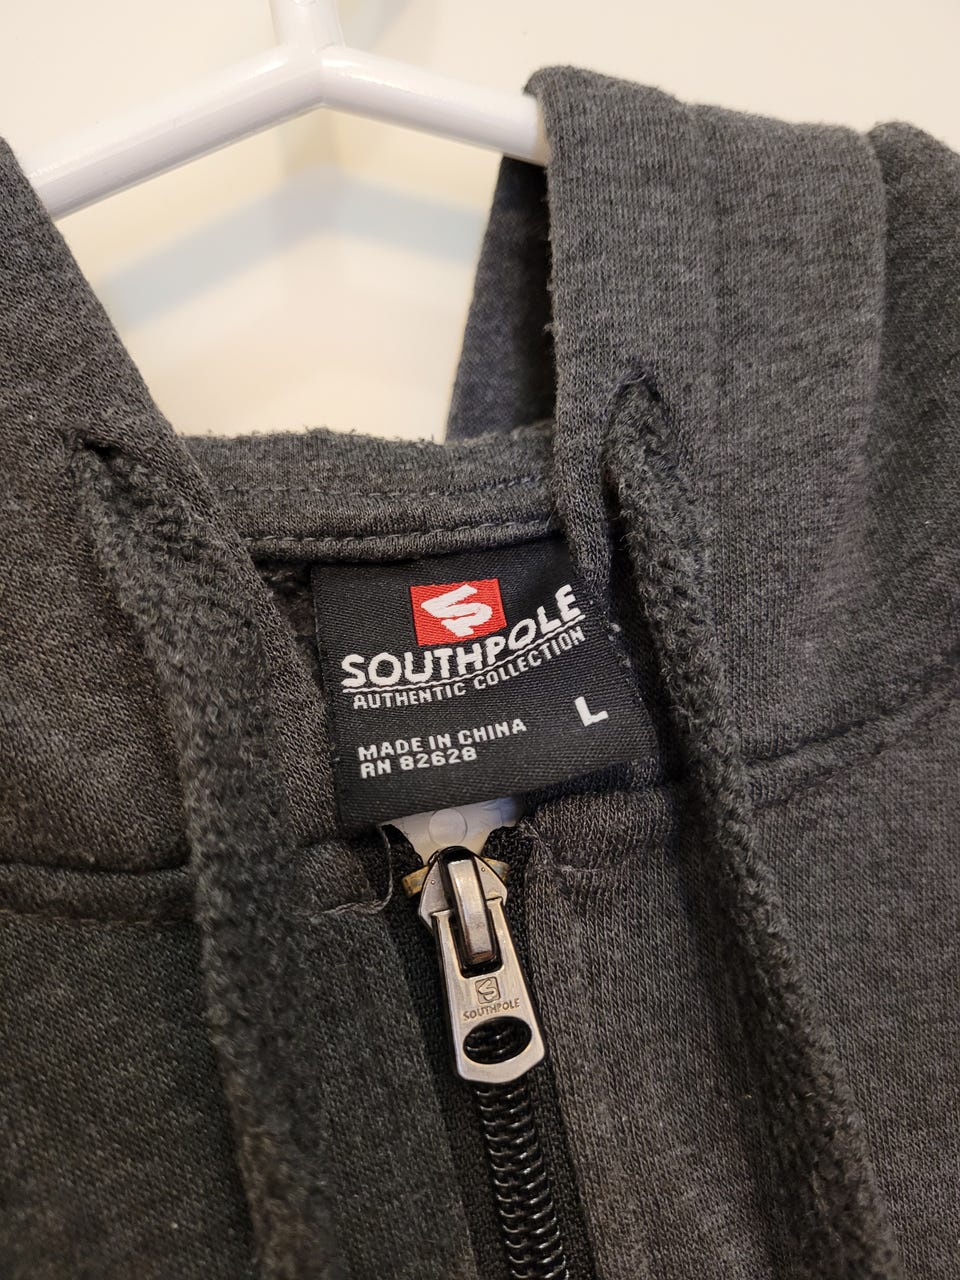 SOUTHPOLE
AUTHENTIC COLLECTION
L
MADE IN CHINA
RN 82628
SOUTHPOLE